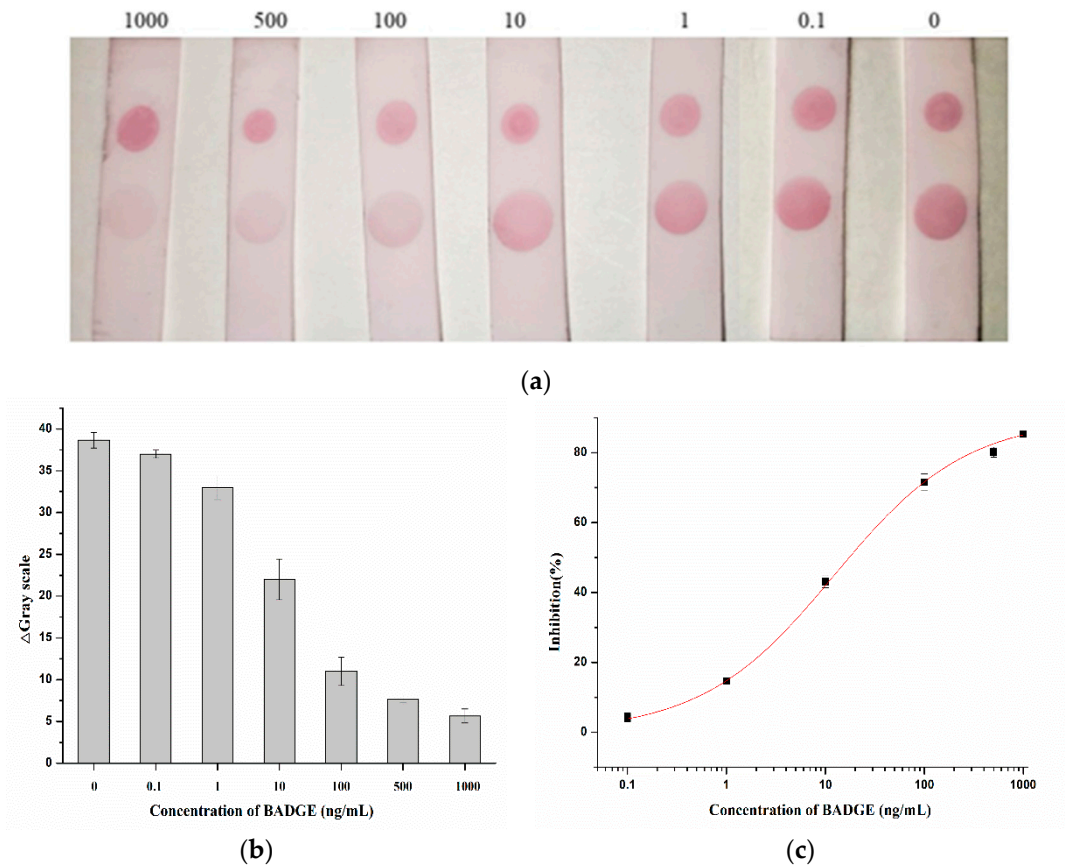 1000 500 100 10 1 0.1 0
(a)
△Gray scale
40
35
30
25
20
15
10
5
0
0 0.1 1 10 100 500 1000
Concentration of BADGE (ng/mL)
(b)
Inhibition(%)
80
60
40
20
0
0.1 1 10 100 1000
Concentration of BADGE (ng/mL)
(c)